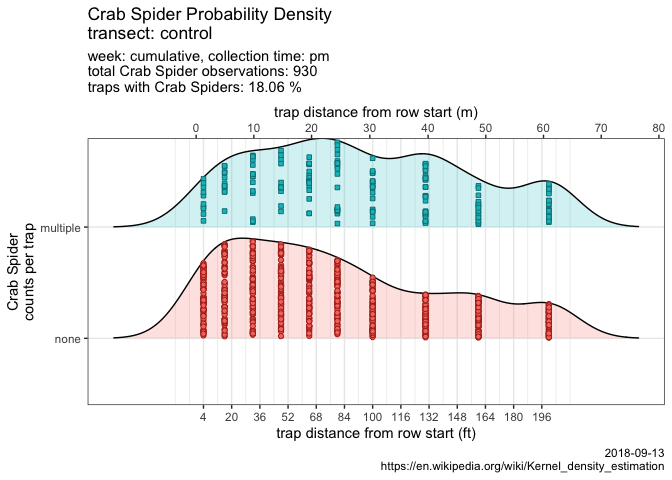 Crab Spider Probability Density
transect: control
week: cumulative, collection time: pm
total Crab Spider observations: 930
traps with Crab Spiders: 18.06 %
trap distance from row start (m)
0 10 20 30 40 50 60 70 80
Crab Spider
counts per trap
multiple
none
4 20 36 52 68 84 100 116 132 148 164 180 196
trap distance from row start (ft)
2018-09-13
https://en.wikipedia.org/wiki/Kernel_density_estimation